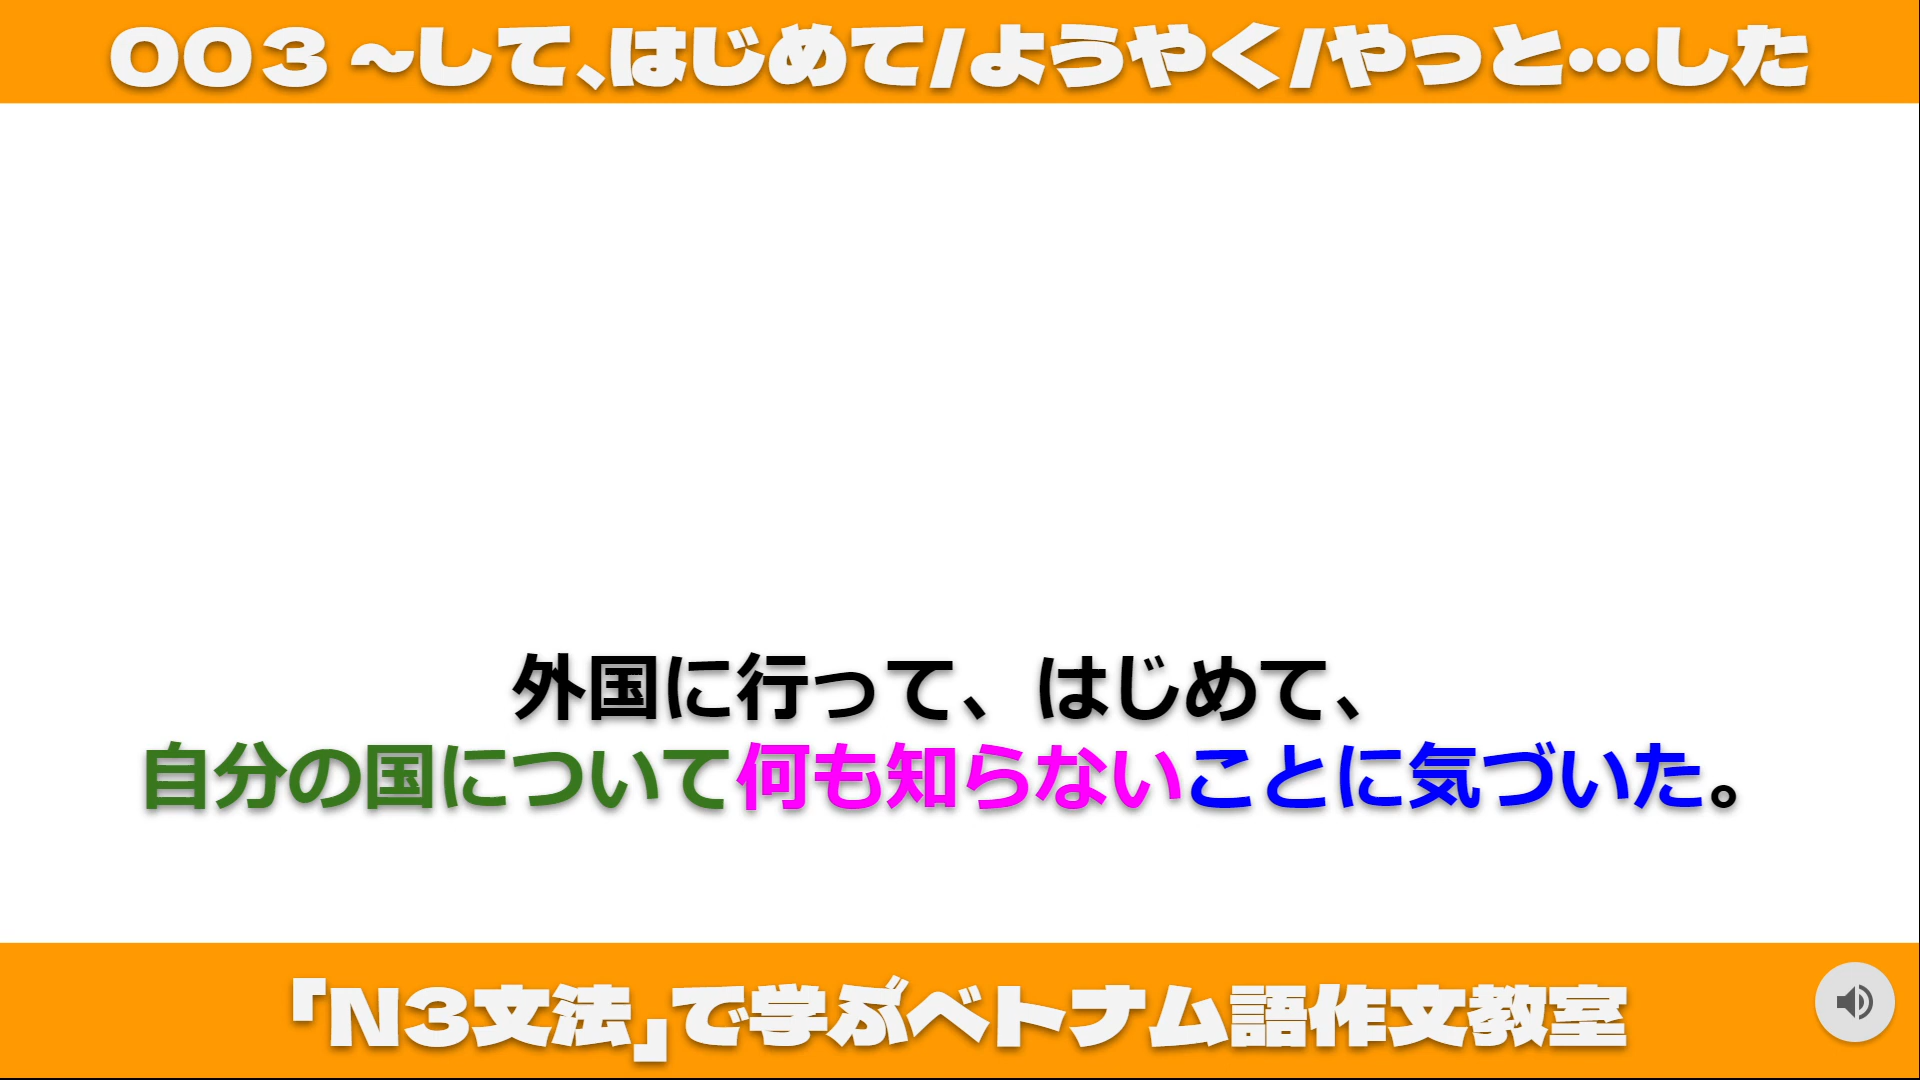 ００３ ～して、はじめて/ようやく/やっと…した
外国に行って、はじめて、
自分の国について何も知らないことに気づいた。
「N３文法」で学ぶベトナム語作文教室